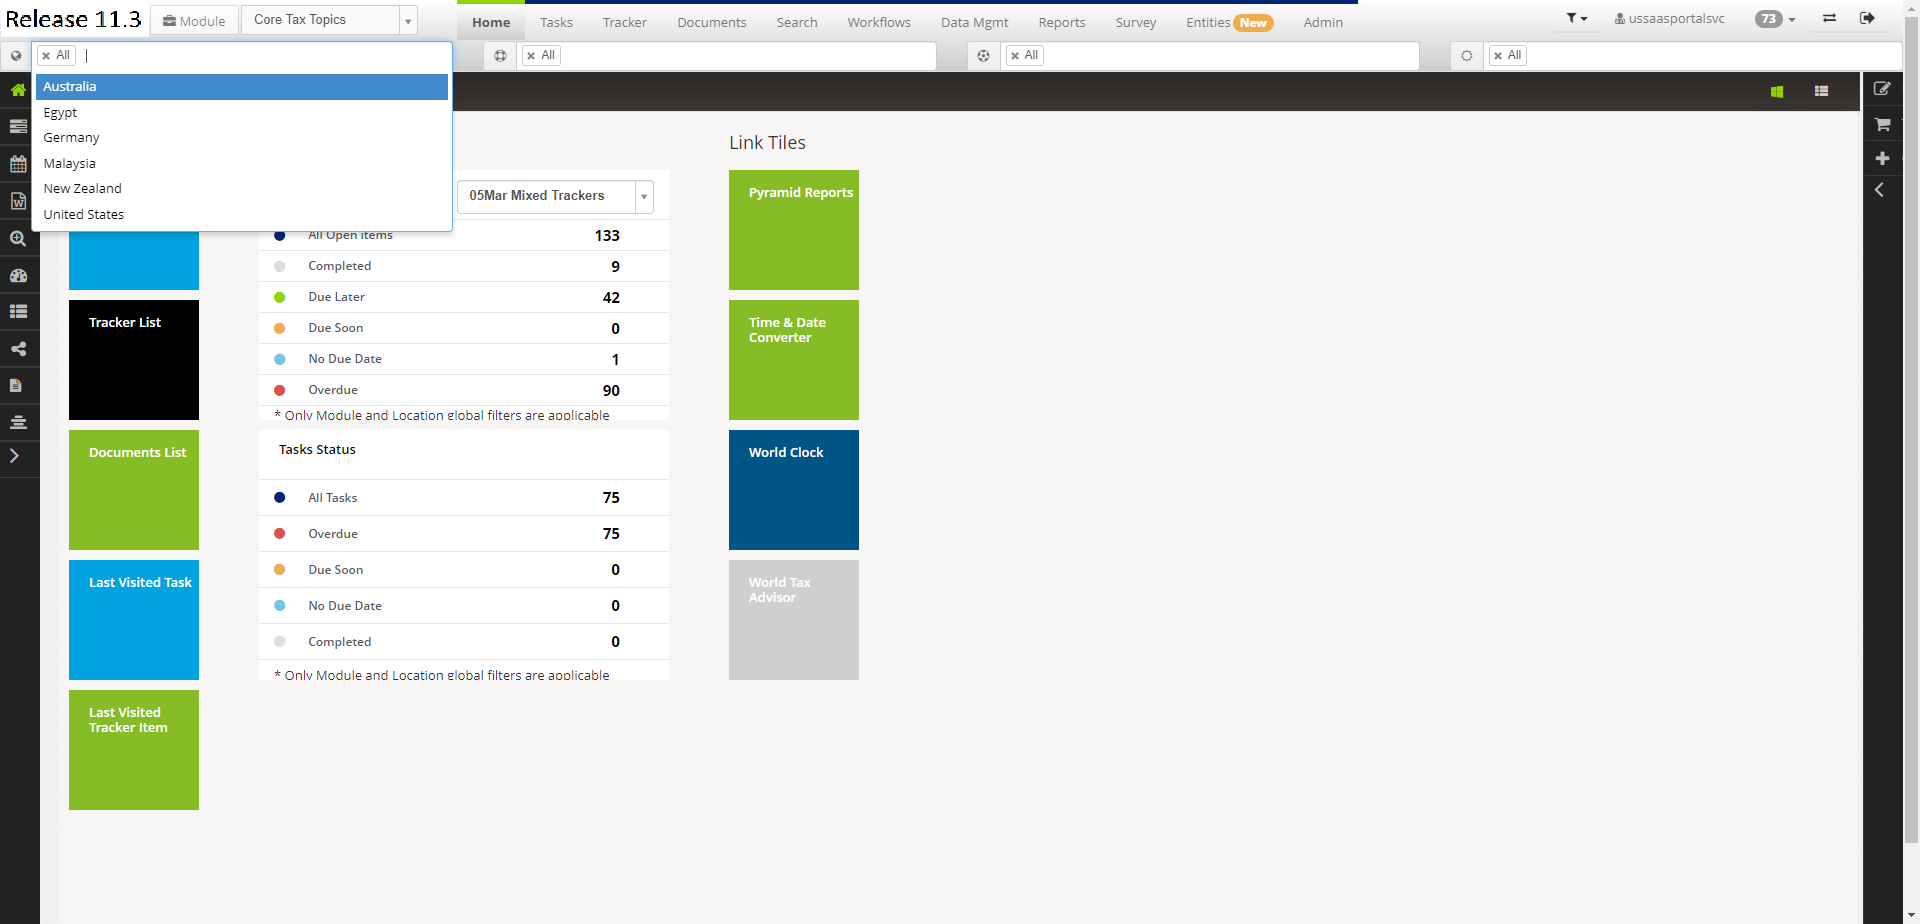 Release 11.3
Module
Core Tax Topics
Home
Tasks
Tracker
Documents
Search
Workflows
Data Mgmt
Reports
Survey
Entities New
Admin
ussaasportalsvc
73
All
All
All
All
Australia
Egypt
Germany
Malaysia
New Zealand
United States
05Mar Mixed Trackers
All Open items 133
Completed 9
Due Later 42
Due Soon 0
No Due Date 1
Overdue 90
* Only Module and Location global filters are applicable
Tasks Status
All Tasks 75
Overdue 75
Due Soon 0
No Due Date 0
Completed 0
* Only Module and Location global filters are applicable
Tracker List
Documents List
Last Visited Task
Last Visited
Tracker Item
Link Tiles
Pyramid Reports
Time & Date
Converter
World Clock
World Tax
Advisor